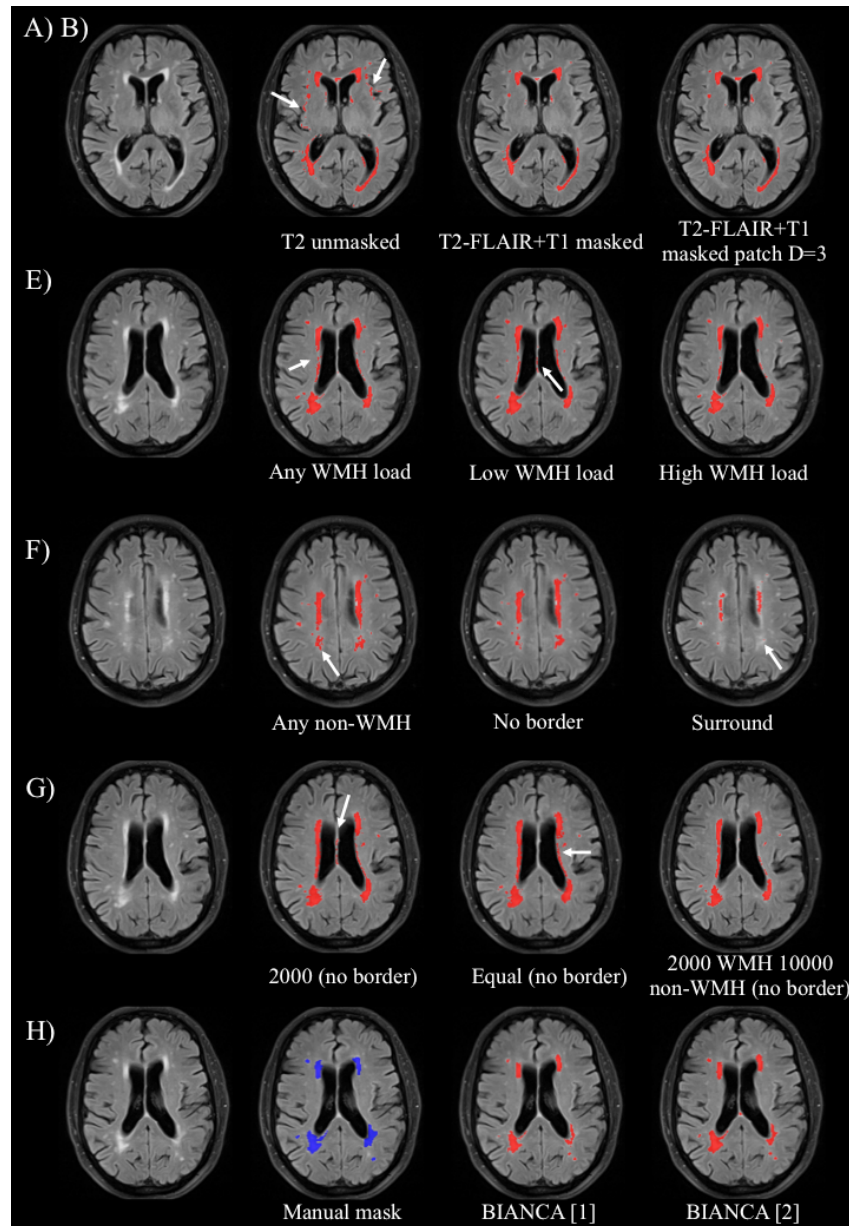 A) B)
T2 unmasked
T2-FLAIR+T1 masked
T2-FLAIR+T1
masked patch D=3
E)
Any WMH load
Low WMH load
High WMH load
F)
Any non-WMH
No border
Surround
G)
2000 (no border)
Equal (no border)
2000 WMH 10000
non-WMH (no border)
H)
Manual mask
BIANCA [1]
BIANCA [2]